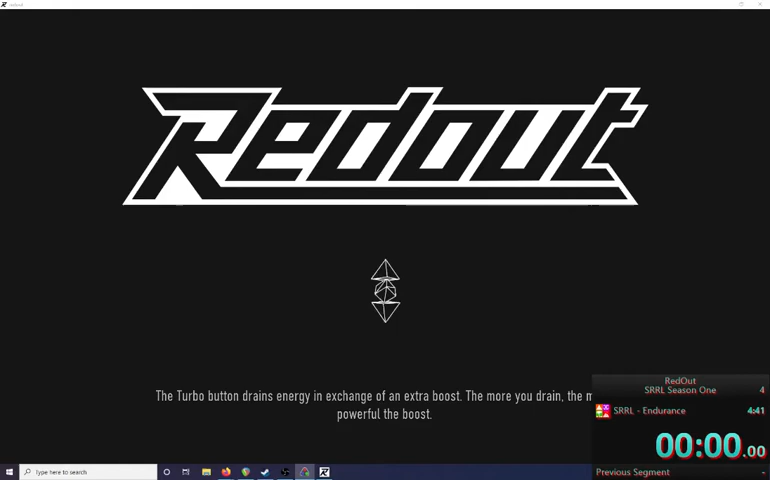 redout
Redout
The Turbo button drains energy in exchange of an extra boost. The more you drain, the m
powerful the boost.
RedOut
SRRL Season One 4
SRRL - Endurance 4:41
00:00.00
Previous Segment -
Type here to search